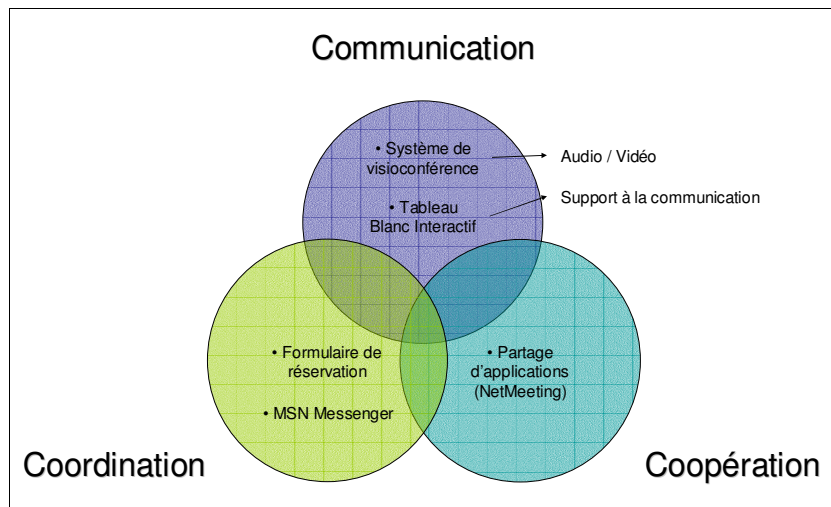 Communication
• Système de
visioconférence
Audio / Vidéo
• Tableau
Blanc Interactif
Support à la communication
• Formulaire de
réservation
• MSN Messenger
• Partage
d'applications
(NetMeeting)
Coordination
Coopération